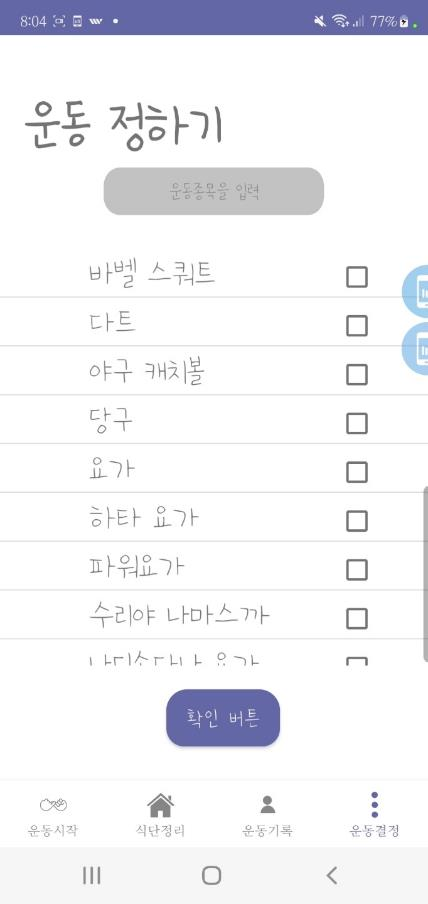 8:04 77%
운동 정하기
운동종목을 입력
바벨 스쿼트
다트
야구 캐치볼
당구
요가
하타 요가
파워요가
수리야 나마스까
확인 버튼
운동시작 식단정리 운동기록 운동결정